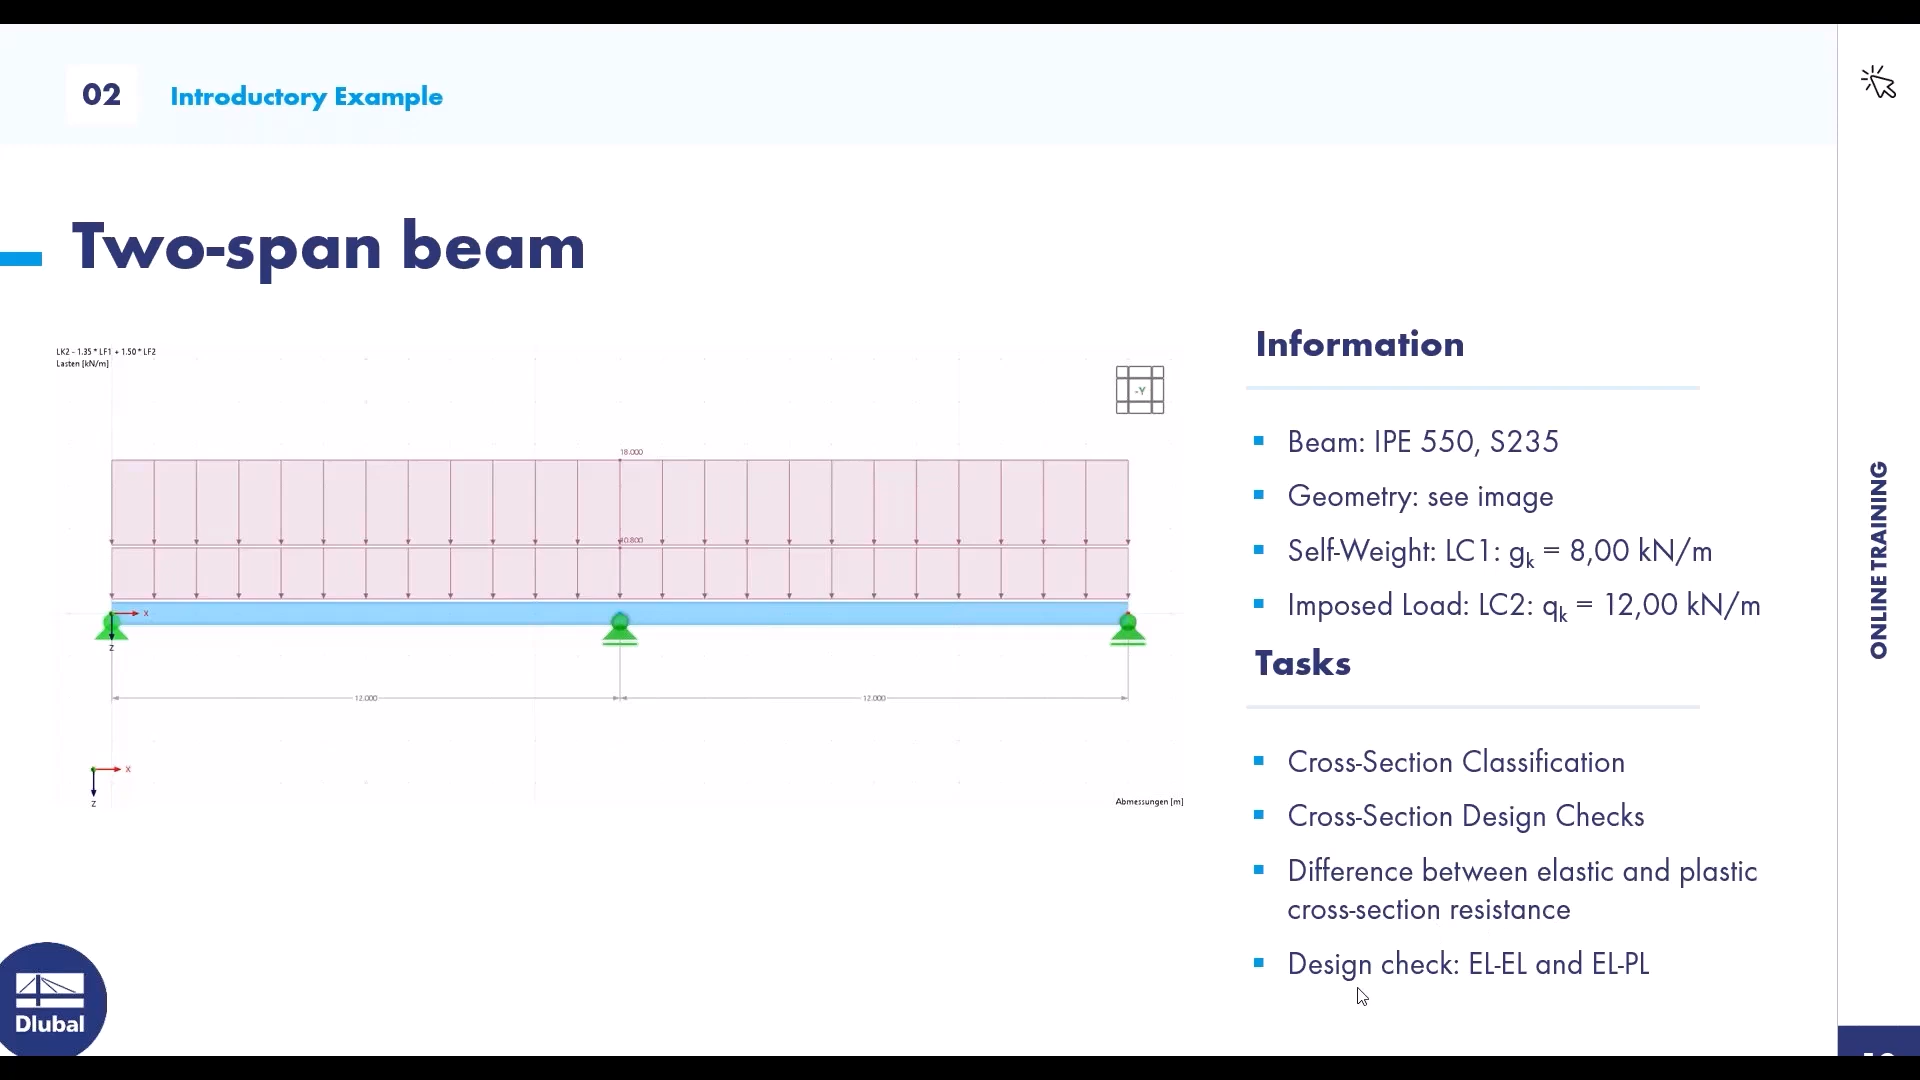 02
Introductory Example
Two-span beam
LK2 - 1.35 * LF1 + 1.50 * LF2
Lasten [kN/m]
-Y
18.000
10.800
X
Z
12.000
12.000
X
Z
Abmessungen [m]
Information
Beam: IPE 550, S235
Geometry: see image
Self-Weight: LC1: gk = 8,00 kN/m
Imposed Load: LC2: qk = 12,00 kN/m
Tasks
Cross-Section Classification
Cross-Section Design Checks
Difference between elastic and plastic
cross-section resistance
Design check: EL-EL and EL-PL
ONLINE TRAINING
Dlubal